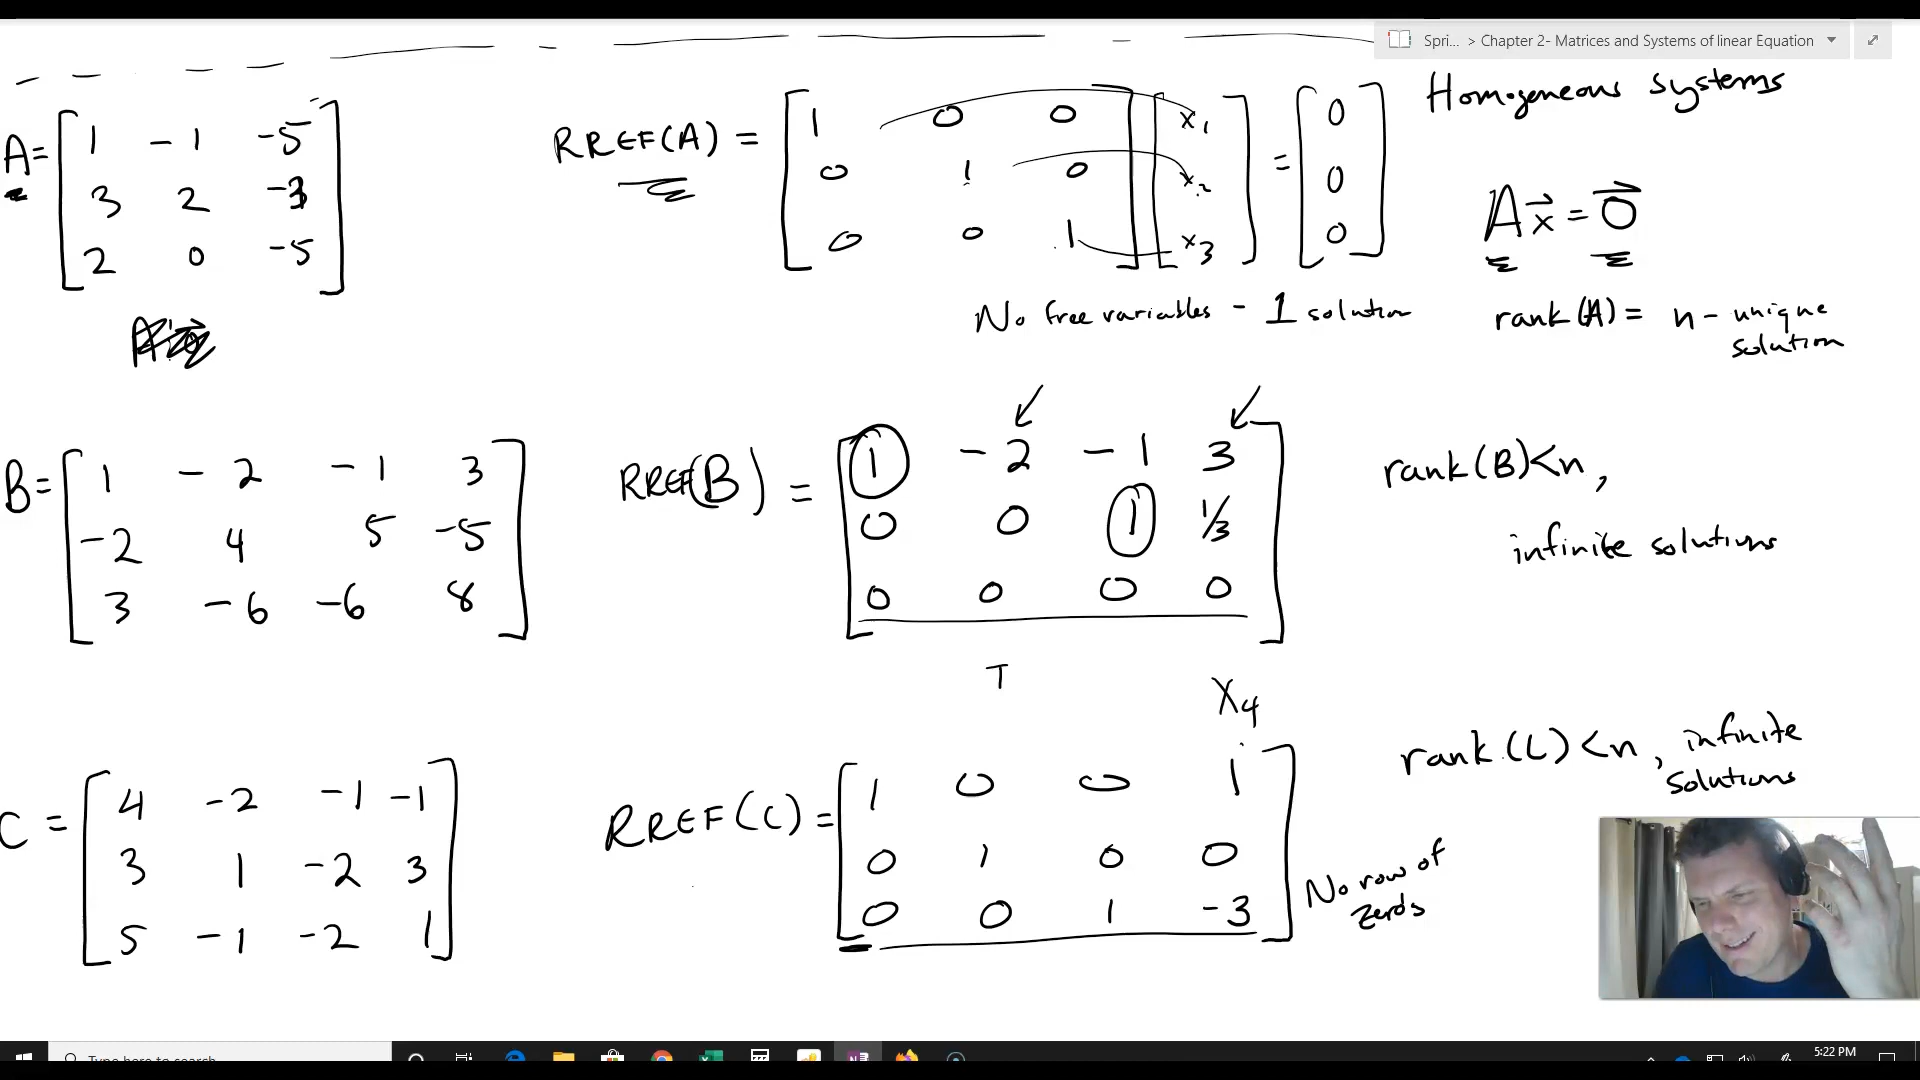 Spri... > Chapter 2- Matrices and Systems of linear Equation
Homogeneous systems
A= [ 1 -1 -5
3 2 -3
2 0 -5 ]
RREF(A) = [ 1 0 0
0 1 0
0 0 1 ] [ x₁
x₂
x₃ ] = [ 0
0
0 ]
Ax = 0
No free variables - 1 solution
rank(A) = n - unique
solution
B= [ 1 -2 -1 3
-2 4 5 -5
3 -6 -6 8 ]
RREF(B) = [ 1 -2 -1 3
0 0 1 1/3
0 0 0 0 ]
rank(B)<n,
infinite solutions
T
X₄
C = [ 4 -2 -1 -1
3 1 -2 3
5 -1 -2 1 ]
RREF(C) = [ 1 0 0 1
0 1 0 0
0 0 1 -3 ]
rank(C)<n, infinite
solutions
No row of
zeros
Type here to search
5:22 PM